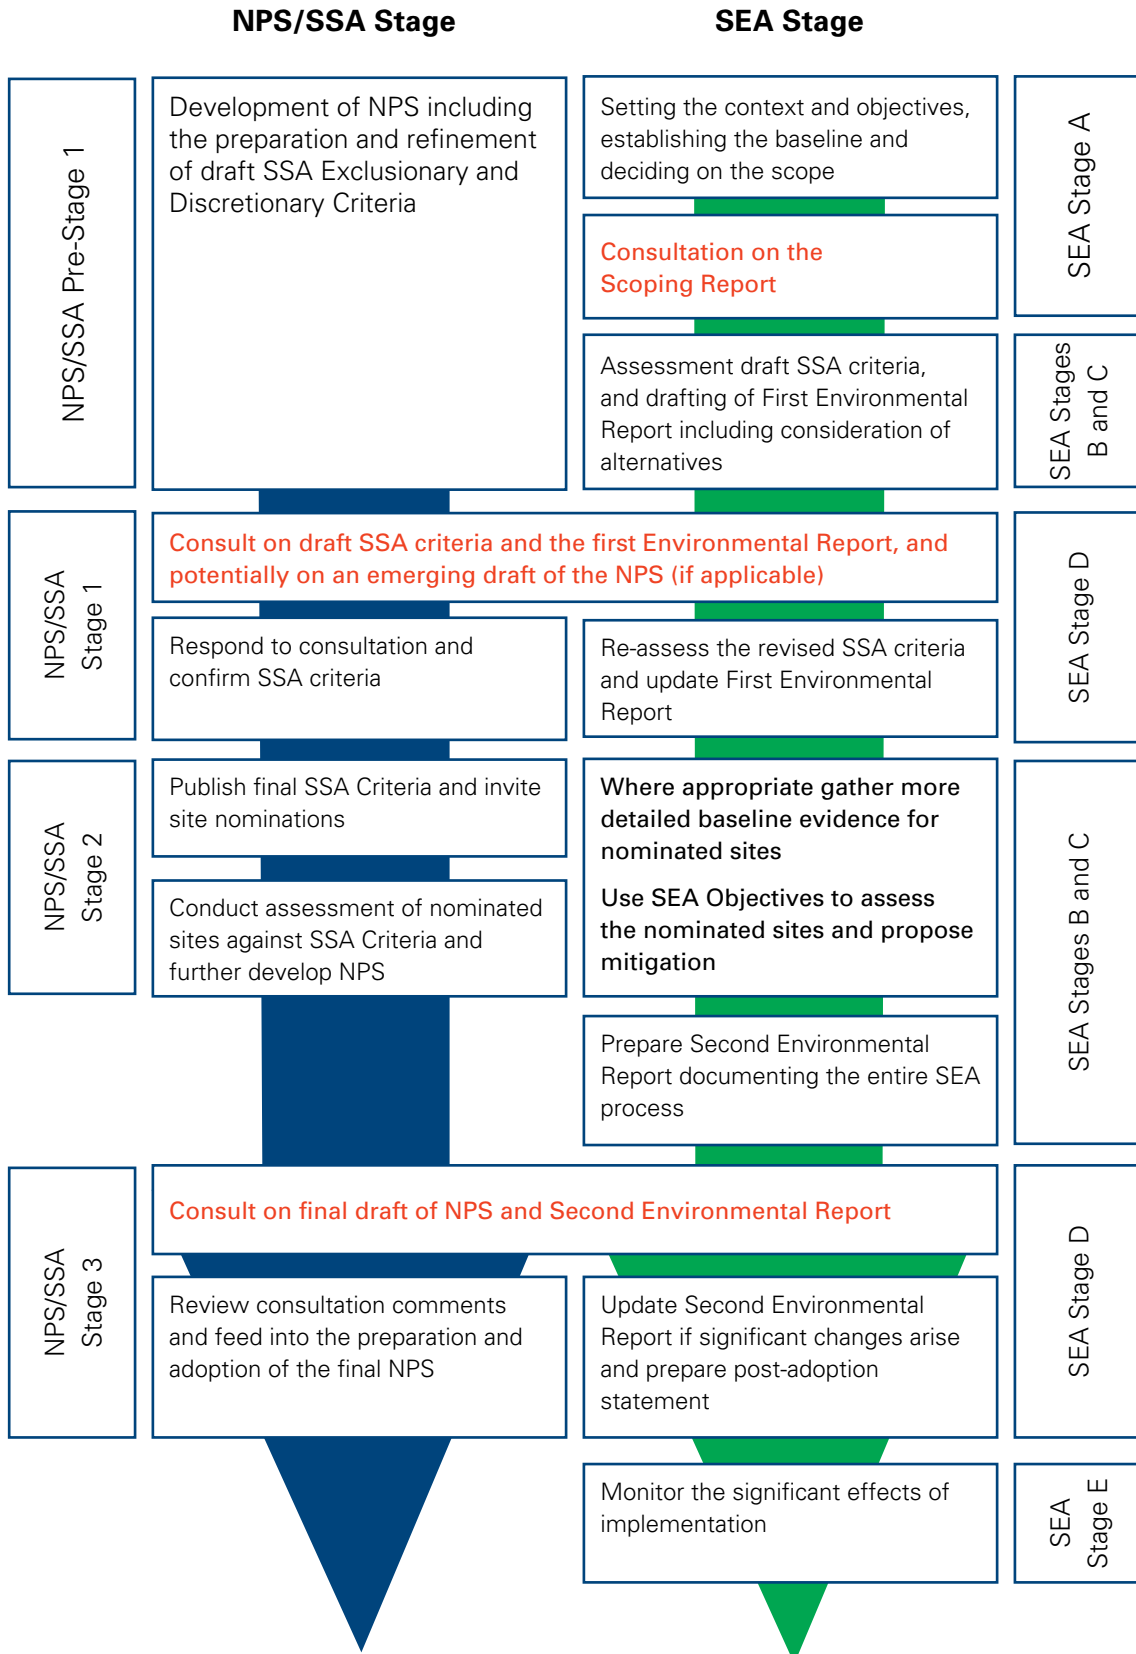 NPS/SSA Stage
SEA Stage
NPS/SSA Pre-Stage 1
Development of NPS including
the preparation and refinement
of draft SSA Exclusionary and
Discretionary Criteria
Setting the context and objectives,
establishing the baseline and
deciding on the scope
Consultation on the
Scoping Report
SEA Stage A
Assessment draft SSA criteria,
and drafting of First Environmental
Report including consideration of
alternatives
SEA Stages
B and C
NPS/SSA
Stage 1
Consult on draft SSA criteria and the first Environmental Report, and
potentially on an emerging draft of the NPS (if applicable)
Respond to consultation and
confirm SSA criteria
Re-assess the revised SSA criteria
and update First Environmental
Report
SEA Stage D
NPS/SSA
Stage 2
Publish final SSA Criteria and invite
site nominations
Conduct assessment of nominated
sites against SSA Criteria and
further develop NPS
Where appropriate gather more
detailed baseline evidence for
nominated sites
Use SEA Objectives to assess
the nominated sites and propose
mitigation
Prepare Second Environmental
Report documenting the entire SEA
process
SEA Stages B and C
NPS/SSA
Stage 3
Consult on final draft of NPS and Second Environmental Report
Review consultation comments
and feed into the preparation and
adoption of the final NPS
Update Second Environmental
Report if significant changes arise
and prepare post-adoption
statement
SEA Stage D
Monitor the significant effects of
implementation
SEA
Stage E